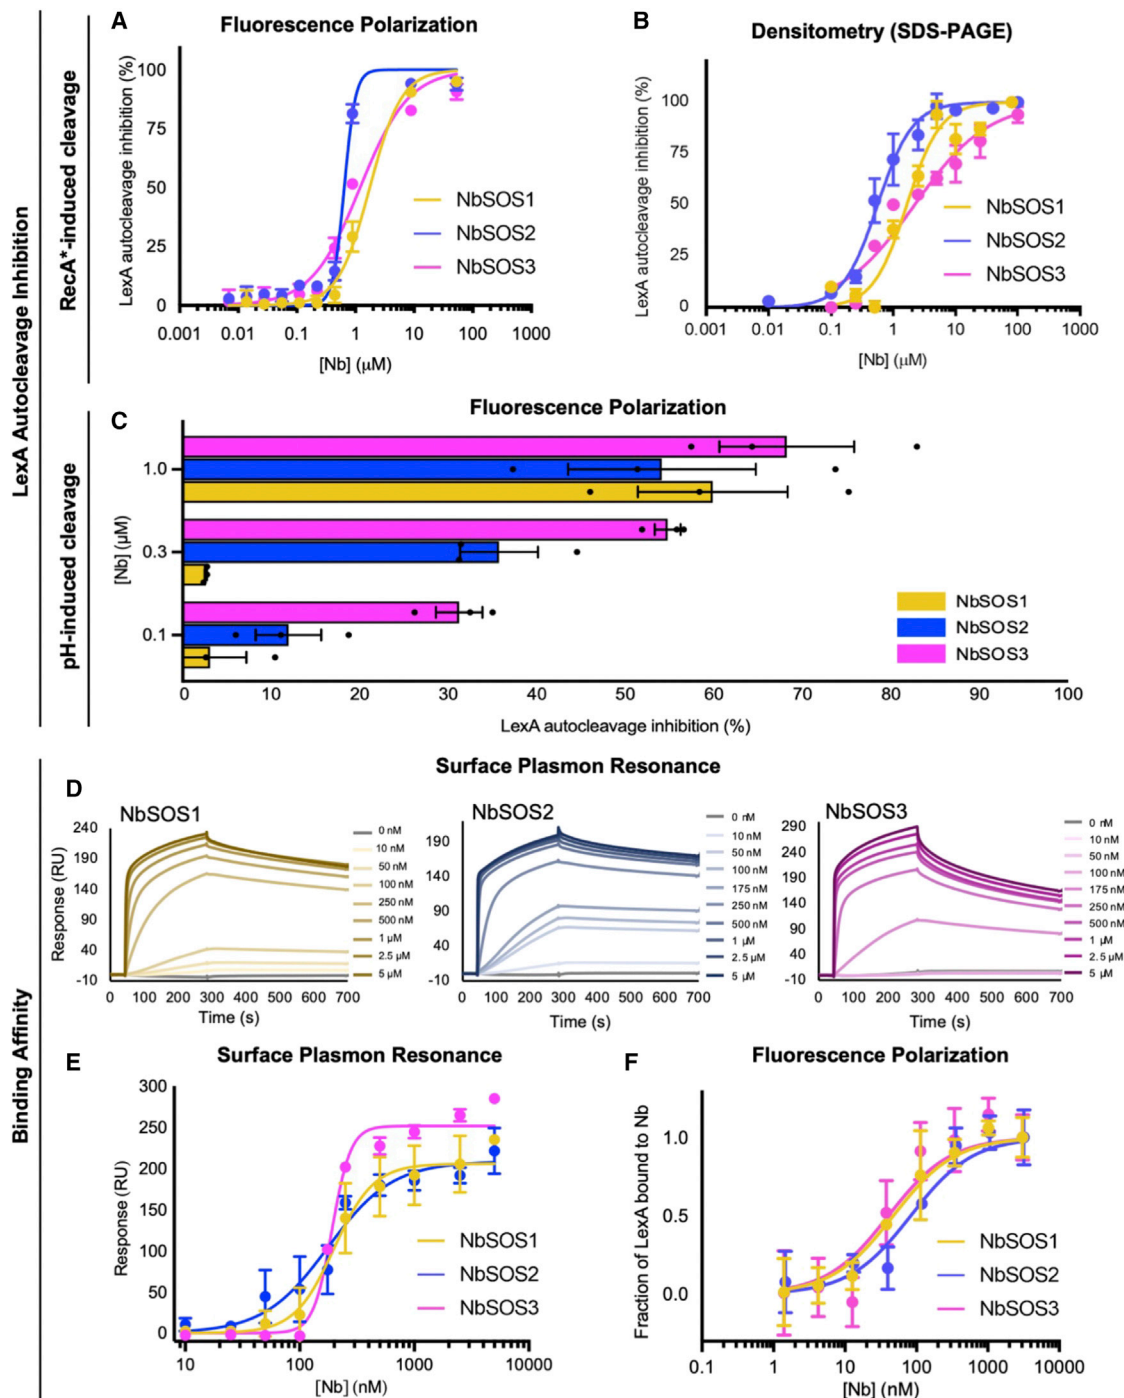 LexA Autocleavage Inhibition
RecA*-induced cleavage
A
Fluorescence Polarization
LexA autocleavage inhibition (%)
100
75
50
25
0
NbSOS1
NbSOS2
NbSOS3
0.001 0.01 0.1 1 10 100 1000
[Nb] (μM)
B
Densitometry (SDS-PAGE)
LexA autocleavage inhibition (%)
100
75
50
25
0
NbSOS1
NbSOS2
NbSOS3
0.001 0.01 0.1 1 10 100 1000
[Nb] (μM)
pH-induced cleavage
C
Fluorescence Polarization
[Nb] (μM)
1.0
0.3
0.1
NbSOS1
NbSOS2
NbSOS3
0 10 20 30 40 50 60 70 80 90 100
LexA autocleavage inhibition (%)
Binding Affinity
D
Surface Plasmon Resonance
NbSOS1
Response (RU)
240
190
140
90
40
-10
0 nM
10 nM
50 nM
100 nM
250 nM
500 nM
1 μM
2.5 μM
5 μM
0 100 200 300 400 500 600 700
Time (s)
NbSOS2
190
140
90
40
-10
0 nM
10 nM
50 nM
100 nM
175 nM
250 nM
500 nM
1 μM
2.5 μM
5 μM
0 100 200 300 400 500 600 700
Time (s)
NbSOS3
290
240
190
140
90
40
-10
0 nM
10 nM
50 nM
100 nM
175 nM
250 nM
500 nM
1 μM
2.5 μM
5 μM
0 100 200 300 400 500 600 700
Time (s)
E
Surface Plasmon Resonance
Response (RU)
300
250
200
150
100
50
0
NbSOS1
NbSOS2
NbSOS3
10 100 1000 10000
[Nb] (nM)
F
Fluorescence Polarization
Fraction of LexA bound to Nb
1.0
0.5
0.0
NbSOS1
NbSOS2
NbSOS3
0.1 1 10 100 1000 10000
[Nb] (nM)